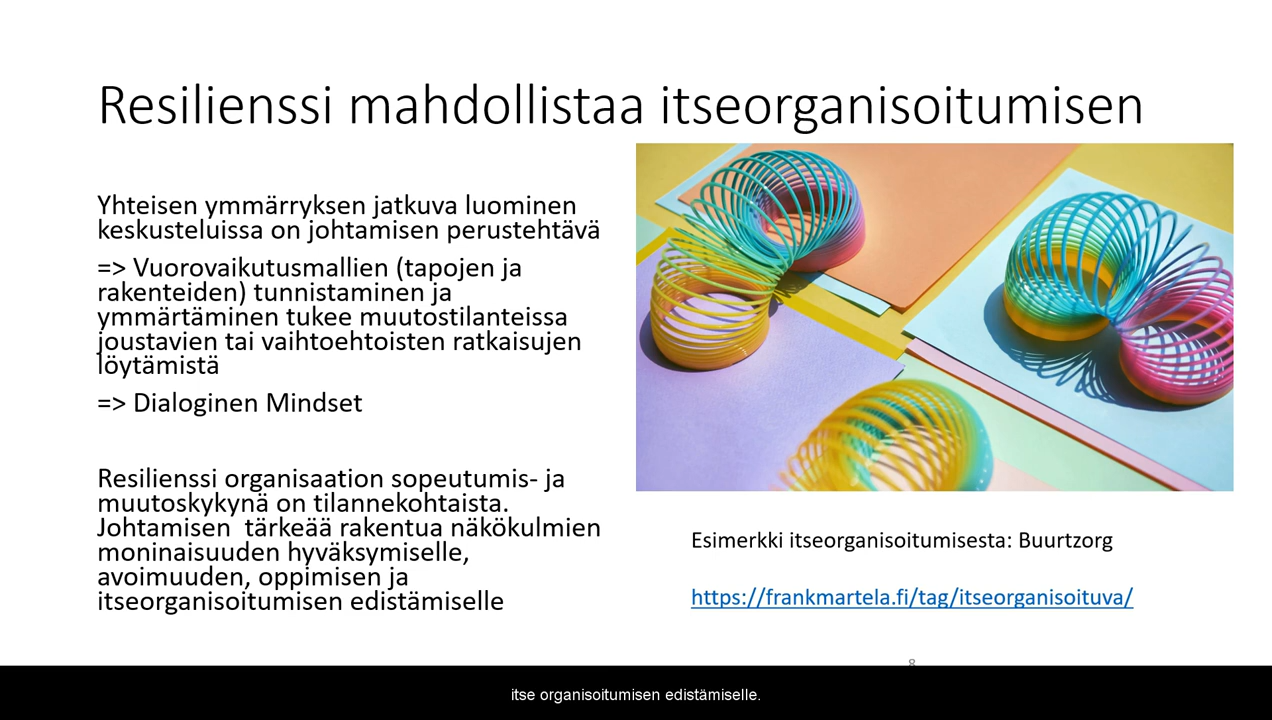 Resilienssi mahdollistaa itseorganisoitumisen
Yhteisen ymmärryksen jatkuva luominen
keskusteluissa on johtamisen perustehtävä
=> Vuorovaikutusmallien (tapojen ja
rakenteiden) tunnistaminen ja
ymmärtäminen tukee muutostilanteissa
joustavien tai vaihtoehtoisten ratkaisujen
löytämistä
=> Dialoginen Mindset
Resilienssi organisaation sopeutumis- ja
muutoskykynä on tilannekohtaista.
Johtamisen  tärkeää rakentua näkökulmien
moninaisuuden hyväksymiselle,
avoimuuden, oppimisen ja
itseorganisoitumisen edistämiselle
Esimerkki itseorganisoitumisesta: Buurtzorg
https://frankmartela.fi/tag/itseorganisoituva/
8
itse organisoitumisen edistämiselle.